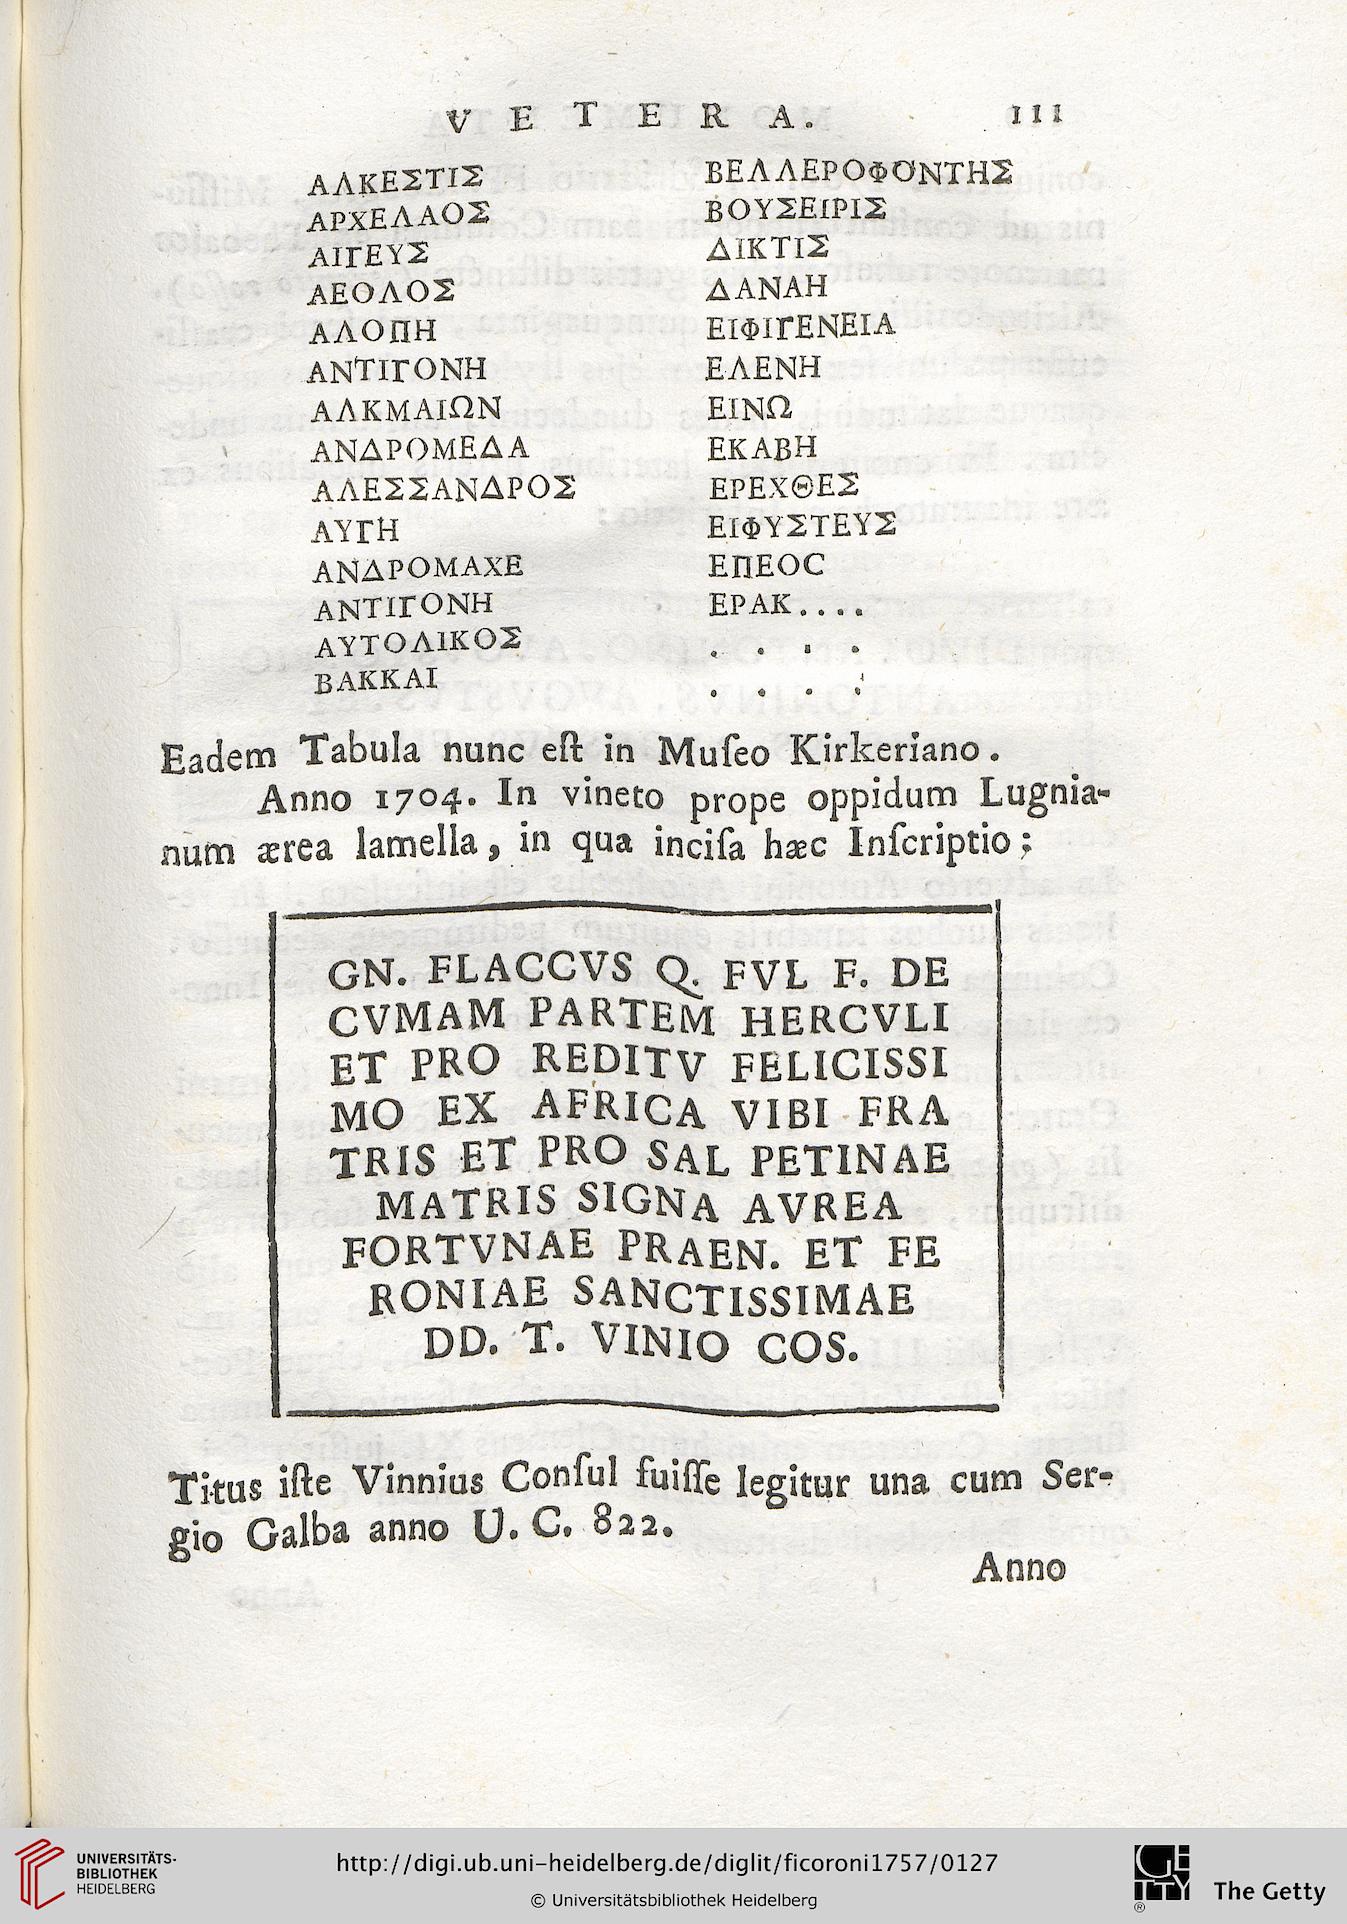 VETERA. 111
ΑΛΚΕΣΤΙΣ
ΑΡΧΕΛΑΟΣ
ΑΙΓΕΥΣ
ΑΕΟΛΟΣ
ΑΛΟΠΗ
ΑΝΤΙΓΟΝΗ
ΑΛΚΜΑΙΩΝ
ΑΝΔΡΟΜΕΔΑ
ΑΛΕΣΣΑΝΔΡΟΣ
ΑΥΓΗ
ΑΝΔΡΟΜΑΧΕ
ΑΝΤΙΓΟΝΗ
ΑΥΤΟΛΙΚΟΣ
ΒΑΚΚΑΙ
ΒΕΛΛΕΡΟΦΟΝΤΗΣ
ΒΟΥΣΕΙΡΙΣ
ΔΙΚΤΙΣ
ΔΑΝΑΗ
ΕΙΦΙΓΕΝΕΙΑ
ΕΛΕΝΗ
ΕΙΝΩ
ΕΚΑΒΗ
ΕΡΕΧΘΕΣ
ΕΙΦΥΣΤΕΥΣ
ΕΠΕΟC
ΕΡΑΚ....
. . . .
. . . .
Eadem Tabula nunc eſt in Muſeo Kirkeriano.
Anno 1704. In vineto prope oppidum Lugnia-
num ærea lamella, in qua inciſa hæc Inſcriptio;
GN. FLACCVS Q. FVL F. DE
CVMAM PARTEM HERCVLI
ET PRO REDITV FELICISSI
MO EX AFRICA VIBI FRA
TRIS ET PRO SAL PETINAE
MATRIS SIGNA AVREA
FORTVNAE PRAEN. ET FE
RONIAE SANCTISSIMAE
DD. T. VINIO COS.
Titus iſte Vinnius Conſul fuiſſe legitur una cum Ser-
gio Galba anno U. C. 822.
Anno
UNIVERSITÄTS-
BIBLIOTHEK
HEIDELBERG
http://digi.ub.uni-heidelberg.de/diglit/ficoroni1757/0127
© Universitätsbibliothek Heidelberg
GETTY
®
The Getty